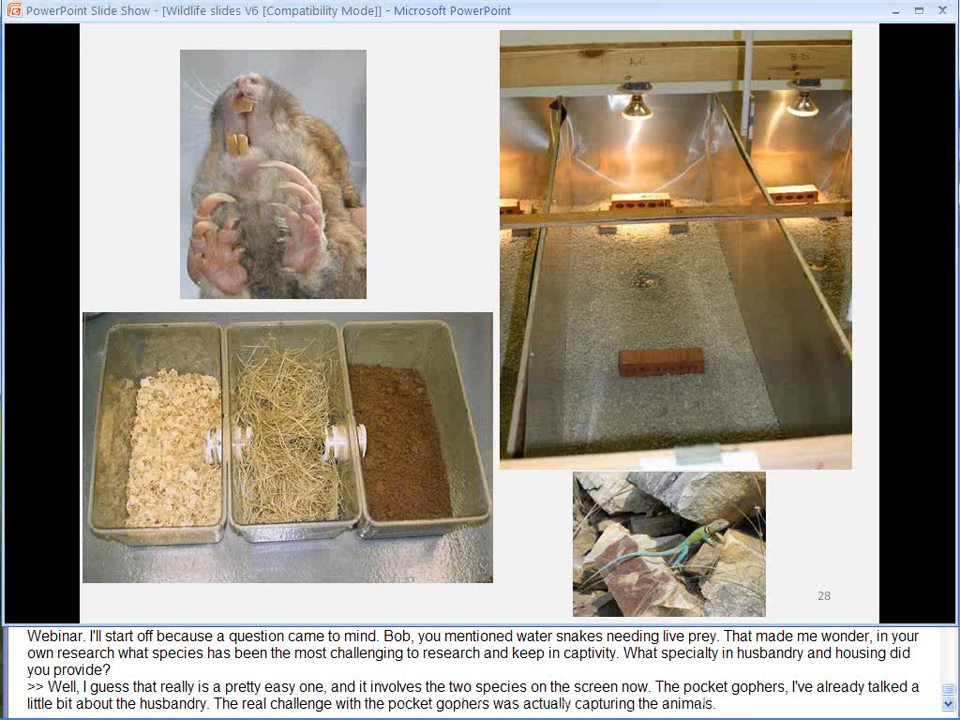 PowerPoint Slide Show - [Wildlife slides V6 [Compatibility Mode]] - Microsoft PowerPoint
AC
28
Webinar. I'll start off because a question came to mind. Bob, you mentioned water snakes needing live prey. That made me wonder, in your
own research what species has been the most challenging to research and keep in captivity. What specialty in husbandry and housing did
you provide?
>> Well, I guess that really is a pretty easy one, and it involves the two species on the screen now. The pocket gophers, I've already talked a
little bit about the husbandry. The real challenge with the pocket gophers was actually capturing the animals.